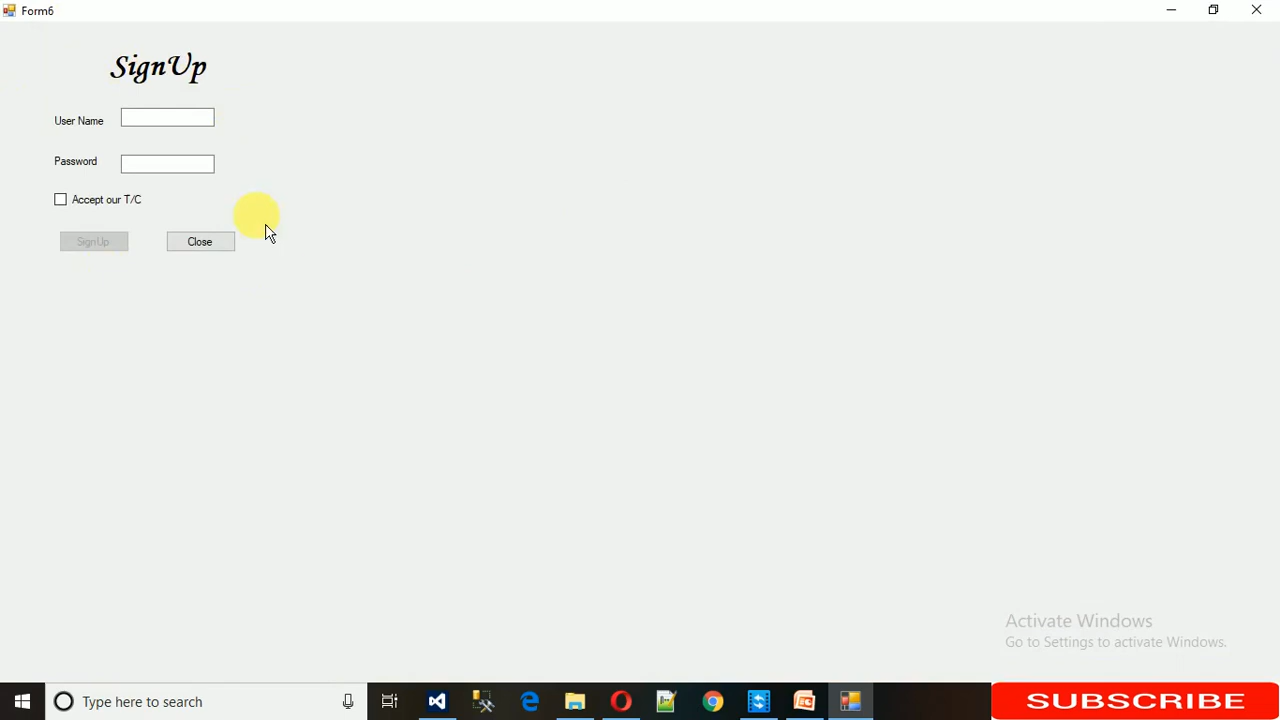 Form6
SignUp
User Name
Password
Accept our T/C
SignUp
Close
Activate Windows
Go to Settings to activate Windows.
Type here to search
SUBSCRIBE